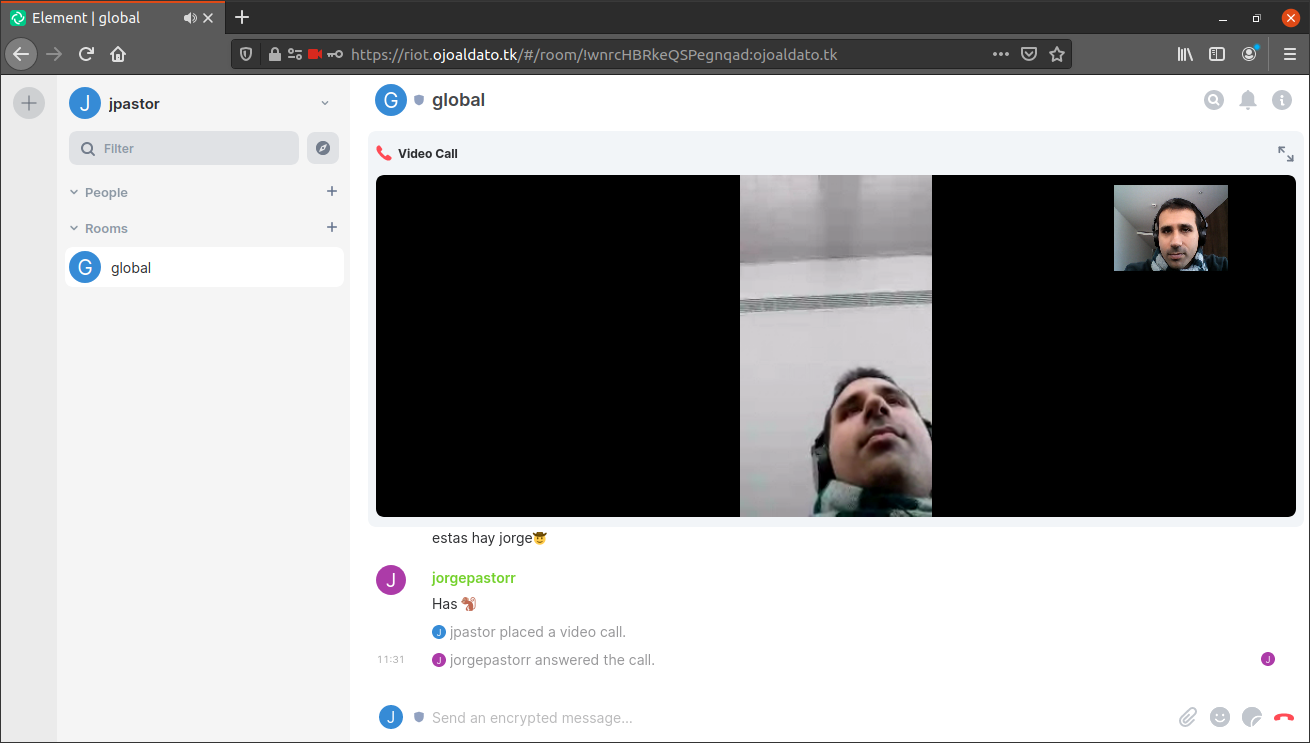 Element | global
https://riot.ojoaldato.tk/#/room/!wnrcHBRkeQSPegnqad:ojoaldato.tk
J
jpastor
Filter
People
Rooms
G
global
G
global
Video Call
estas hay jorge🤠
J
jorgepastorr
Has 🐿️
J jpastor placed a video call.
11:31 J jorgepastorr answered the call. J
J Send an encrypted message...